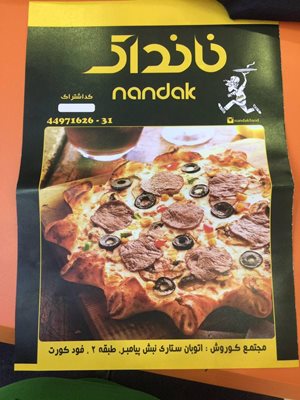 نانداک
nandak
کد اشتراک
44971626 - 31
nandakfood
مجتمع کوروش : اتوبان ستاری نبش پیامبر، طبقه ۲ ، فود کورت